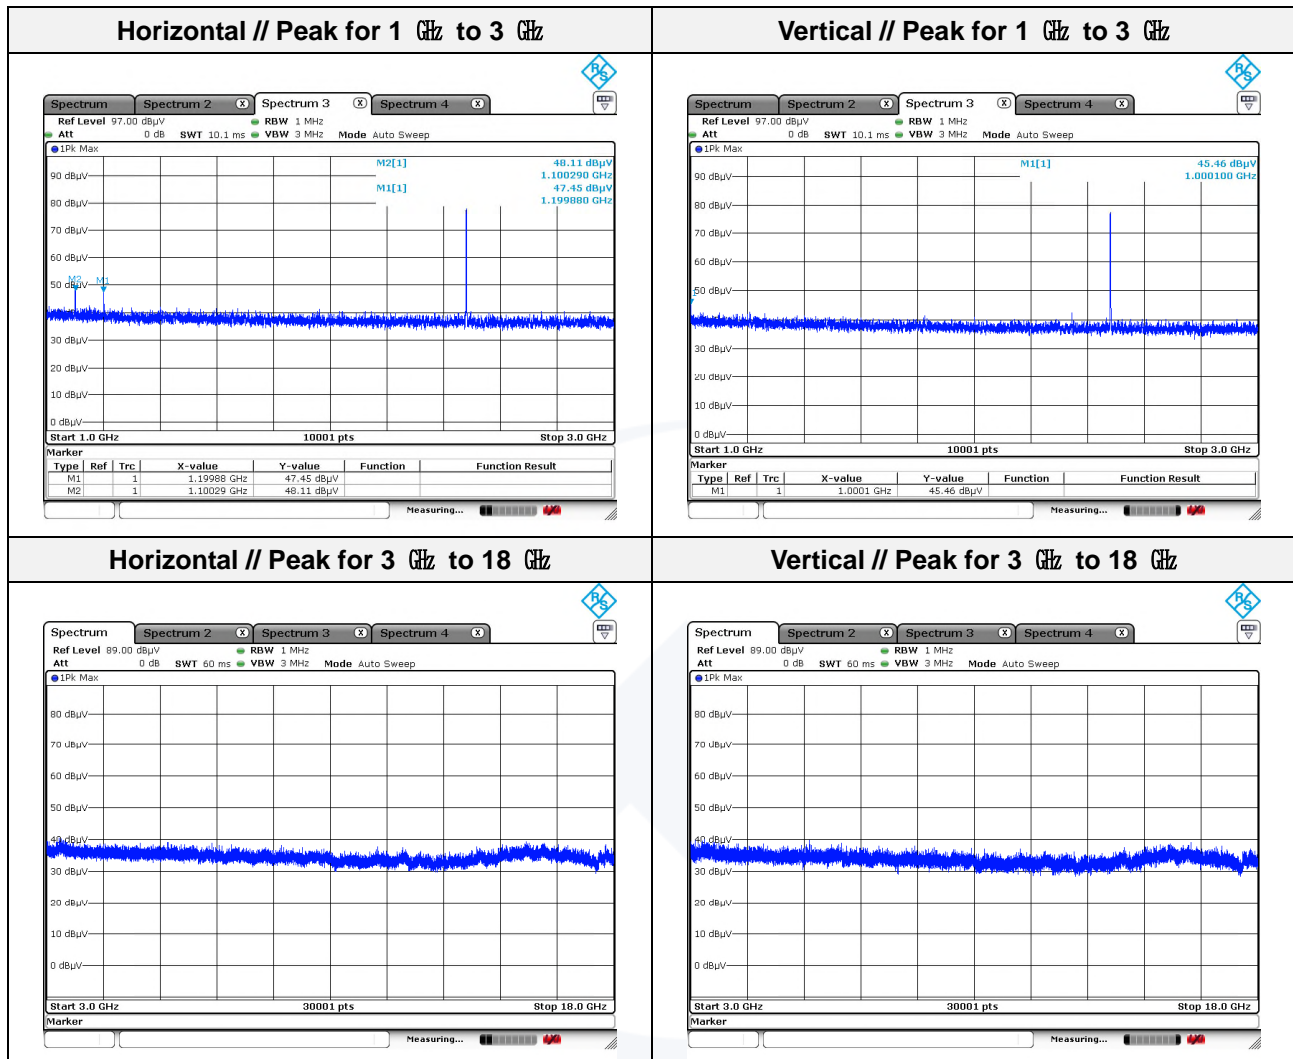 Horizontal // Peak for 1 ㎓ to 3 ㎓
Vertical // Peak for 1 ㎓ to 3 ㎓
Spectrum Spectrum 2 X Spectrum 3 X Spectrum 4 X
Ref Level 97.00 dBµV RBW 1 MHz
Att 0 dB SWT 10.1 ms VBW 3 MHz Mode Auto Sweep
1Pk Max
M2[1] 48.11 dBµV
1.100290 GHz
M1[1] 47.45 dBµV
1.199880 GHz
90 dBµV
80 dBµV
70 dBµV
60 dBµV
50 dBµV
M2 M1
30 dBµV
20 dBµV
10 dBµV
0 dBµV
Start 1.0 GHz 10001 pts Stop 3.0 GHz
Marker
Type Ref Trc X-value Y-value Function Function Result
M1 1 1.19988 GHz 47.45 dBµV
M2 1 1.10029 GHz 48.11 dBµV
Measuring...
Spectrum Spectrum 2 X Spectrum 3 X Spectrum 4 X
Ref Level 97.00 dBµV RBW 1 MHz
Att 0 dB SWT 10.1 ms VBW 3 MHz Mode Auto Sweep
1Pk Max
M1[1] 45.46 dBµV
1.000100 GHz
90 dBµV
80 dBµV
70 dBµV
60 dBµV
50 dBµV
30 dBµV
20 dBµV
10 dBµV
0 dBµV
Start 1.0 GHz 10001 pts Stop 3.0 GHz
Marker
Type Ref Trc X-value Y-value Function Function Result
M1 1 1.0001 GHz 45.46 dBµV
Measuring...
Horizontal // Peak for 3 ㎓ to 18 ㎓
Vertical // Peak for 3 ㎓ to 18 ㎓
Spectrum Spectrum 2 X Spectrum 3 X Spectrum 4 X
Ref Level 89.00 dBµV RBW 1 MHz
Att 0 dB SWT 60 ms VBW 3 MHz Mode Auto Sweep
1Pk Max
80 dBµV
70 dBµV
60 dBµV
50 dBµV
40 dBµV
30 dBµV
20 dBµV
10 dBµV
0 dBµV
Start 3.0 GHz 30001 pts Stop 18.0 GHz
Marker
Measuring...
Spectrum Spectrum 2 X Spectrum 3 X Spectrum 4 X
Ref Level 89.00 dBµV RBW 1 MHz
Att 0 dB SWT 60 ms VBW 3 MHz Mode Auto Sweep
1Pk Max
80 dBµV
70 dBµV
60 dBµV
50 dBµV
40 dBµV
30 dBµV
20 dBµV
10 dBµV
0 dBµV
Start 3.0 GHz 30001 pts Stop 18.0 GHz
Marker
Measuring...